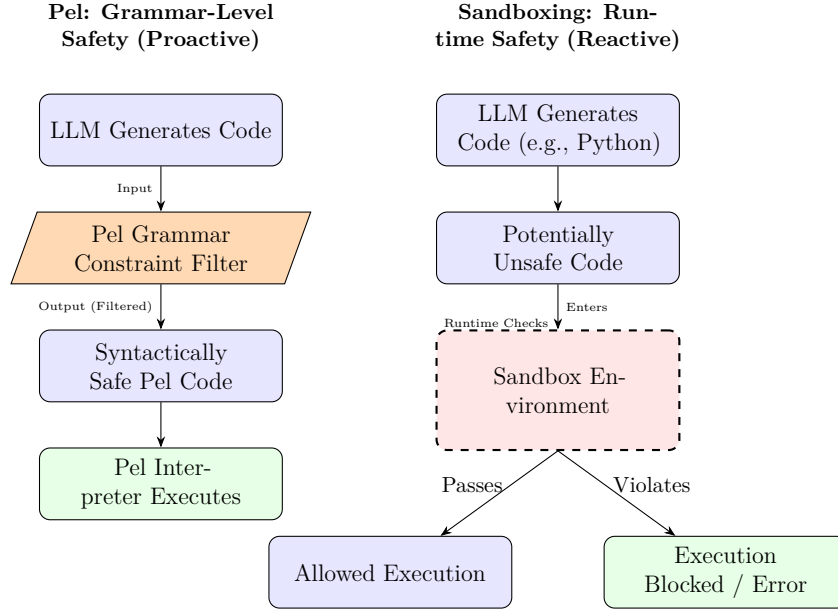 Pel: Grammar-Level
Safety (Proactive)
LLM Generates Code
Input
Pel Grammar
Constraint Filter
Output (Filtered)
Syntactically
Safe Pel Code
Pel Inter-
preter Executes
Sandboxing: Run-
time Safety (Reactive)
LLM Generates
Code (e.g., Python)
Potentially
Unsafe Code
Enters
Runtime Checks
Sandbox En-
vironment
Passes
Violates
Allowed Execution
Execution
Blocked / Error